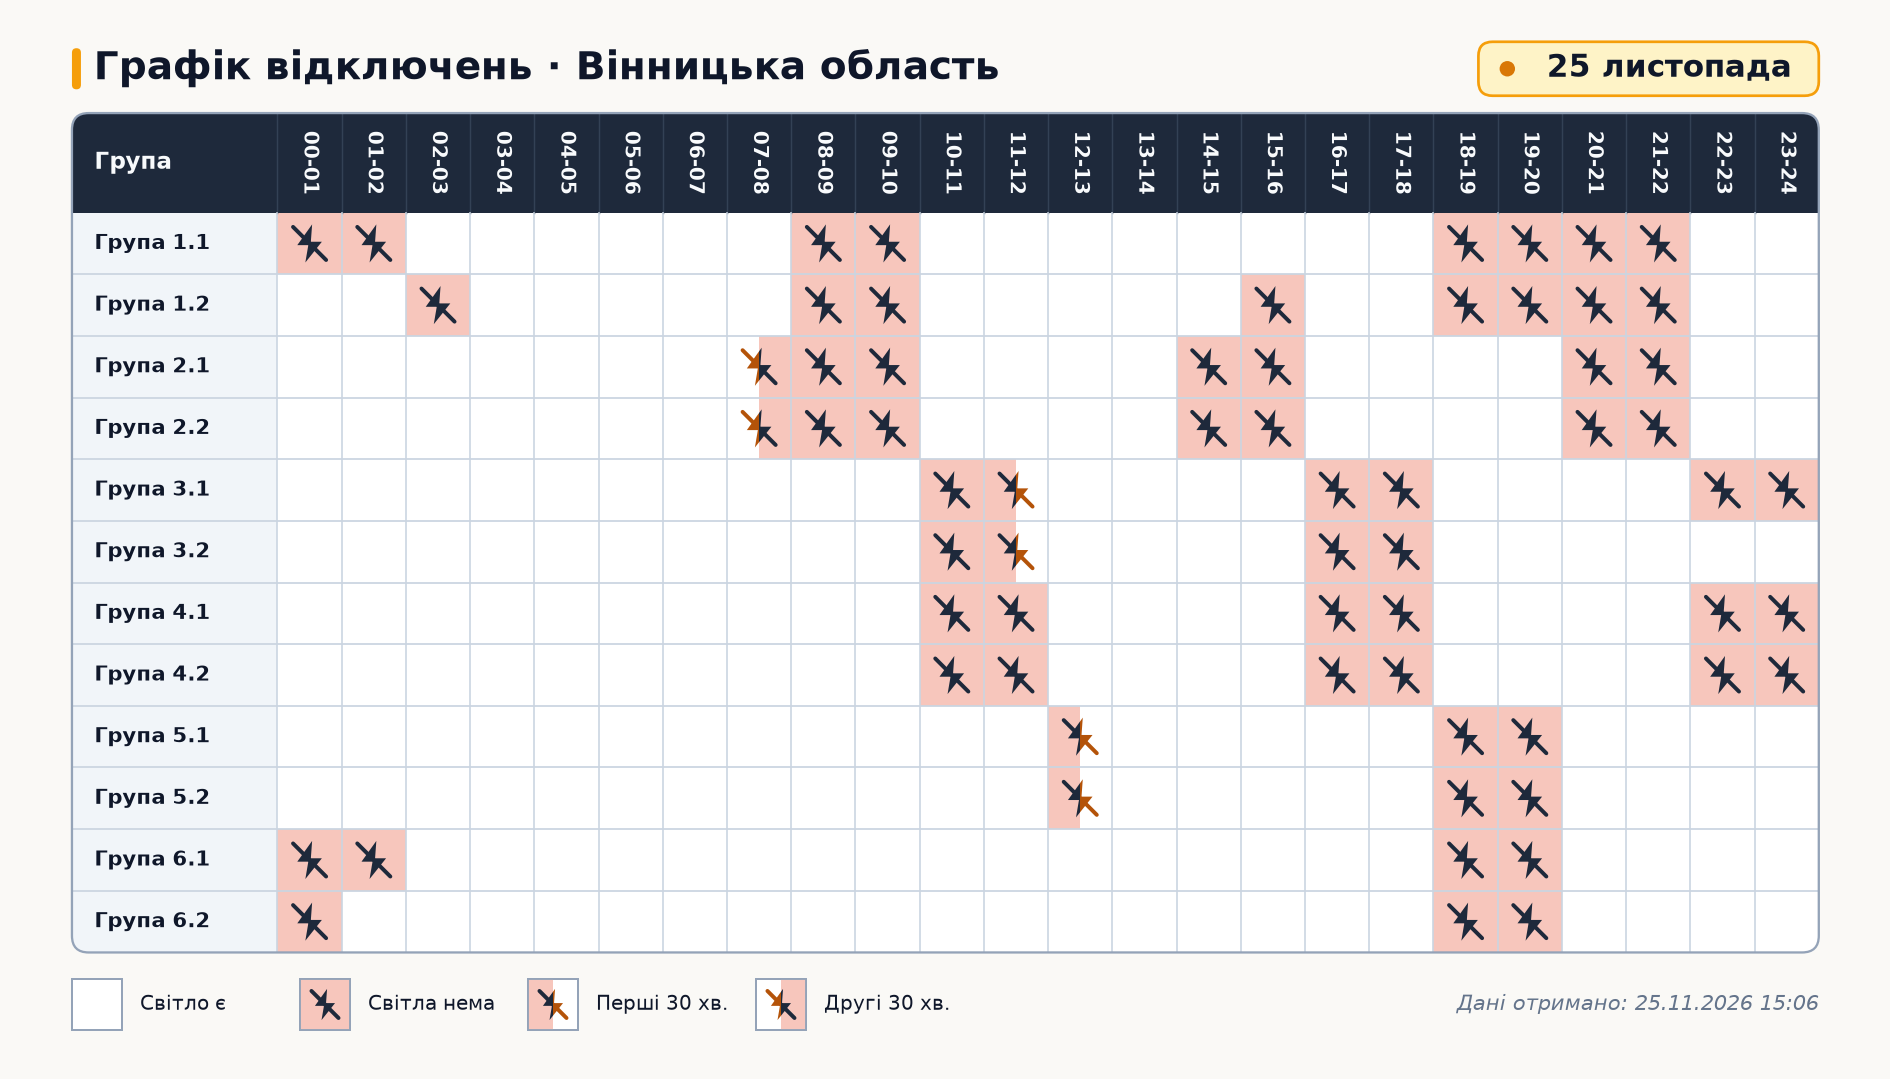 Графік відключень · Вінницька область
25 листопада
Група 00-01 01-02 02-03 03-04 04-05 05-06 06-07 07-08 08-09 09-10 10-11 11-12 12-13 13-14 14-15 15-16 16-17 17-18 18-19 19-20 20-21 21-22 22-23 23-24
Група 1.1
Група 1.2
Група 2.1
Група 2.2
Група 3.1
Група 3.2
Група 4.1
Група 4.2
Група 5.1
Група 5.2
Група 6.1
Група 6.2
Світло є Світла нема Перші 30 хв. Другі 30 хв.
Дані отримано: 25.11.2026 15:06